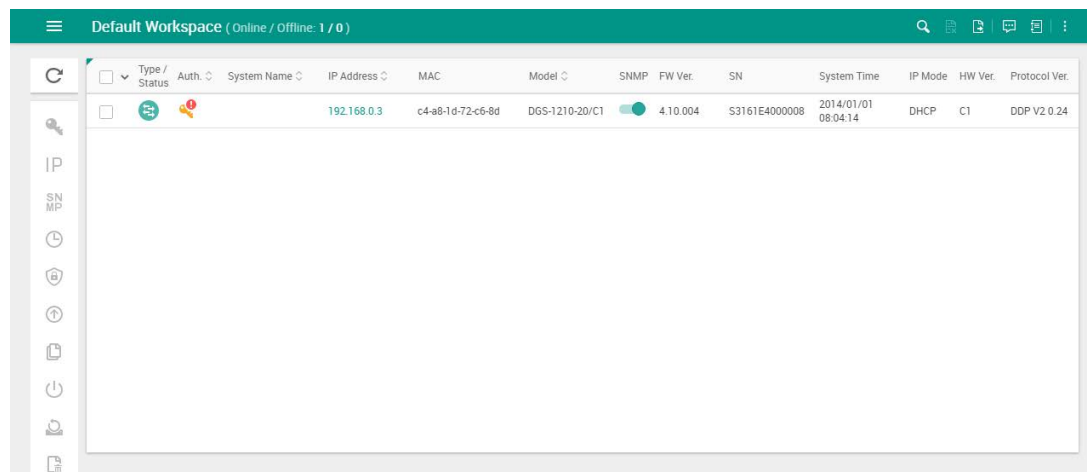 Default Workspace ( Online / Offline: 1 / 0 )
Type / Status Auth. System Name IP Address MAC Model SNMP FW Ver. SN System Time IP Mode HW Ver. Protocol Ver.
192.168.0.3 c4-a8-1d-72-c6-8d DGS-1210-20/C1 4.10.004 S3161E4000008 2014/01/01 08:04:14 DHCP C1 DDP V2 0.24
IP
SN
MP